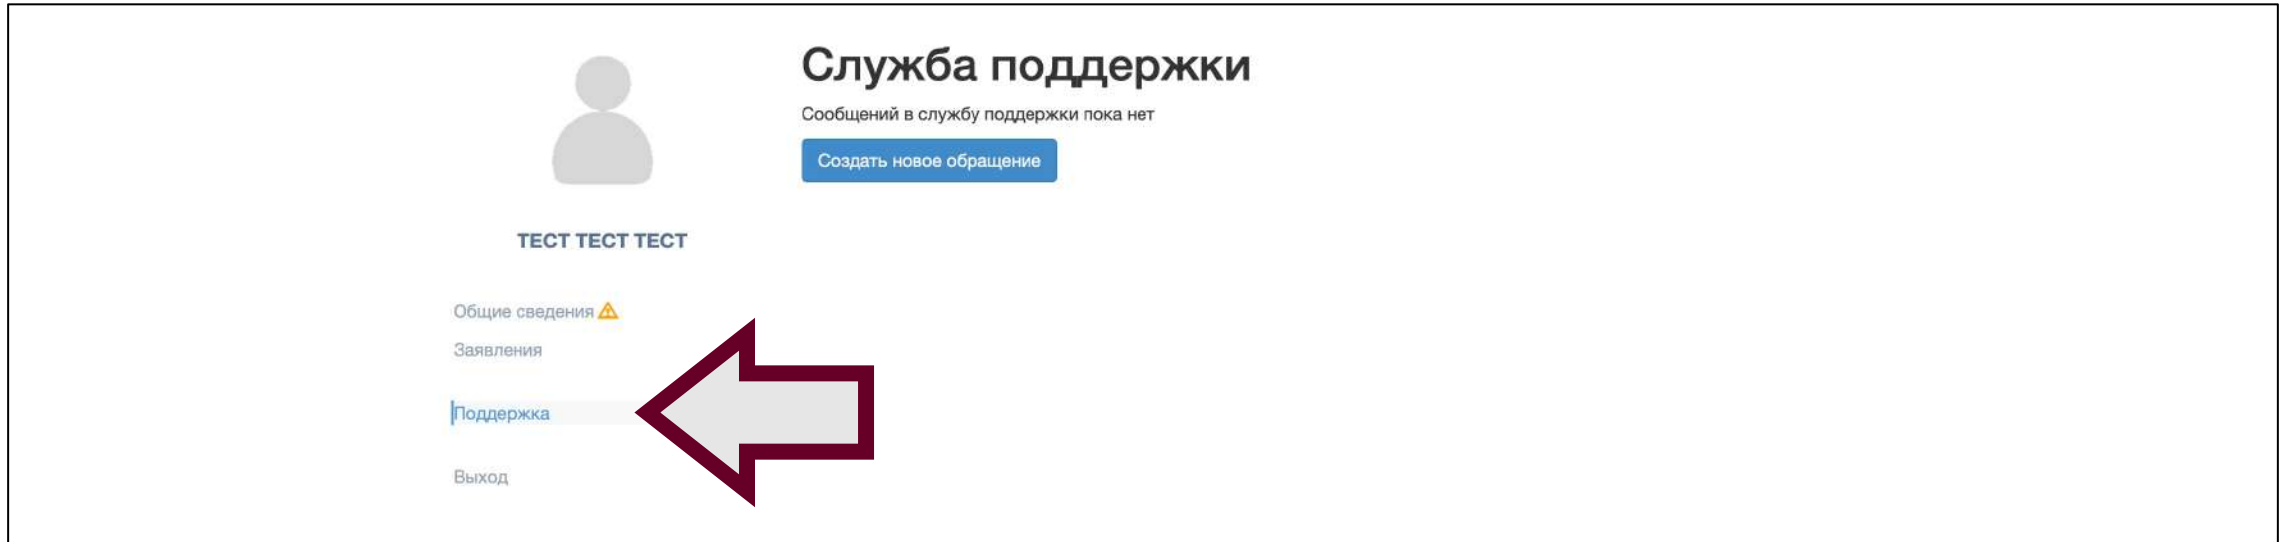 Служба поддержки
Сообщений в службу поддержки пока нет
Создать новое обращение
ТЕСТ ТЕСТ ТЕСТ
Общие сведения
Заявления
Поддержка
Выход